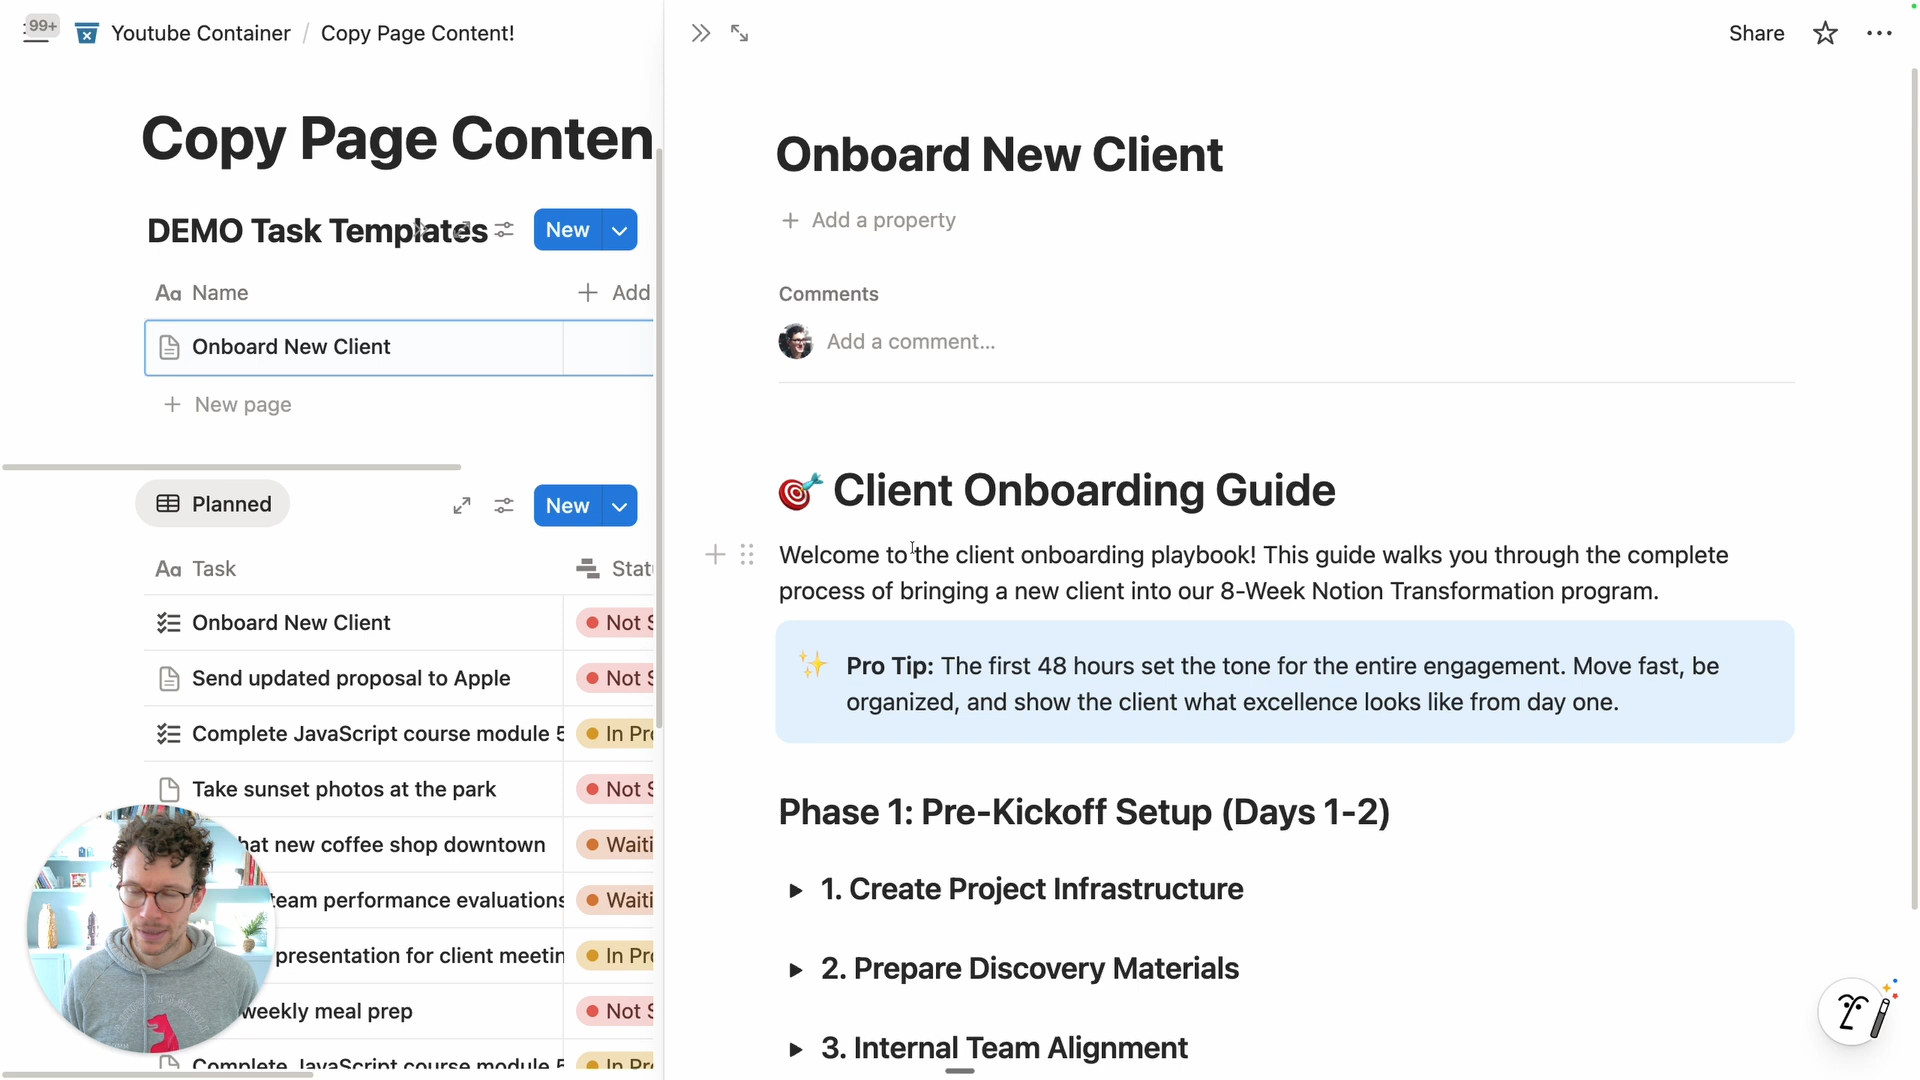 99+
Youtube Container / Copy Page Content!
Copy Page Conten
DEMO Task Templates
New
Aa Name
+ Add
Onboard New Client
+ New page
Planned
New
Aa Task
Stat
Onboard New Client
Not S
Send updated proposal to Apple
Not S
Complete JavaScript course module 5
In Pro
Take sunset photos at the park
Not S
hat new coffee shop downtown
Waiti
team performance evaluations
Waiti
presentation for client meetin
In Pro
weekly meal prep
Not S
Complete JavaScript course module 5
In Pro
Share
Onboard New Client
+ Add a property
Comments
Add a comment...
Client Onboarding Guide
Welcome to the client onboarding playbook! This guide walks you through the complete
process of bringing a new client into our 8-Week Notion Transformation program.
Pro Tip: The first 48 hours set the tone for the entire engagement. Move fast, be
organized, and show the client what excellence looks like from day one.
Phase 1: Pre-Kickoff Setup (Days 1-2)
1. Create Project Infrastructure
2. Prepare Discovery Materials
3. Internal Team Alignment